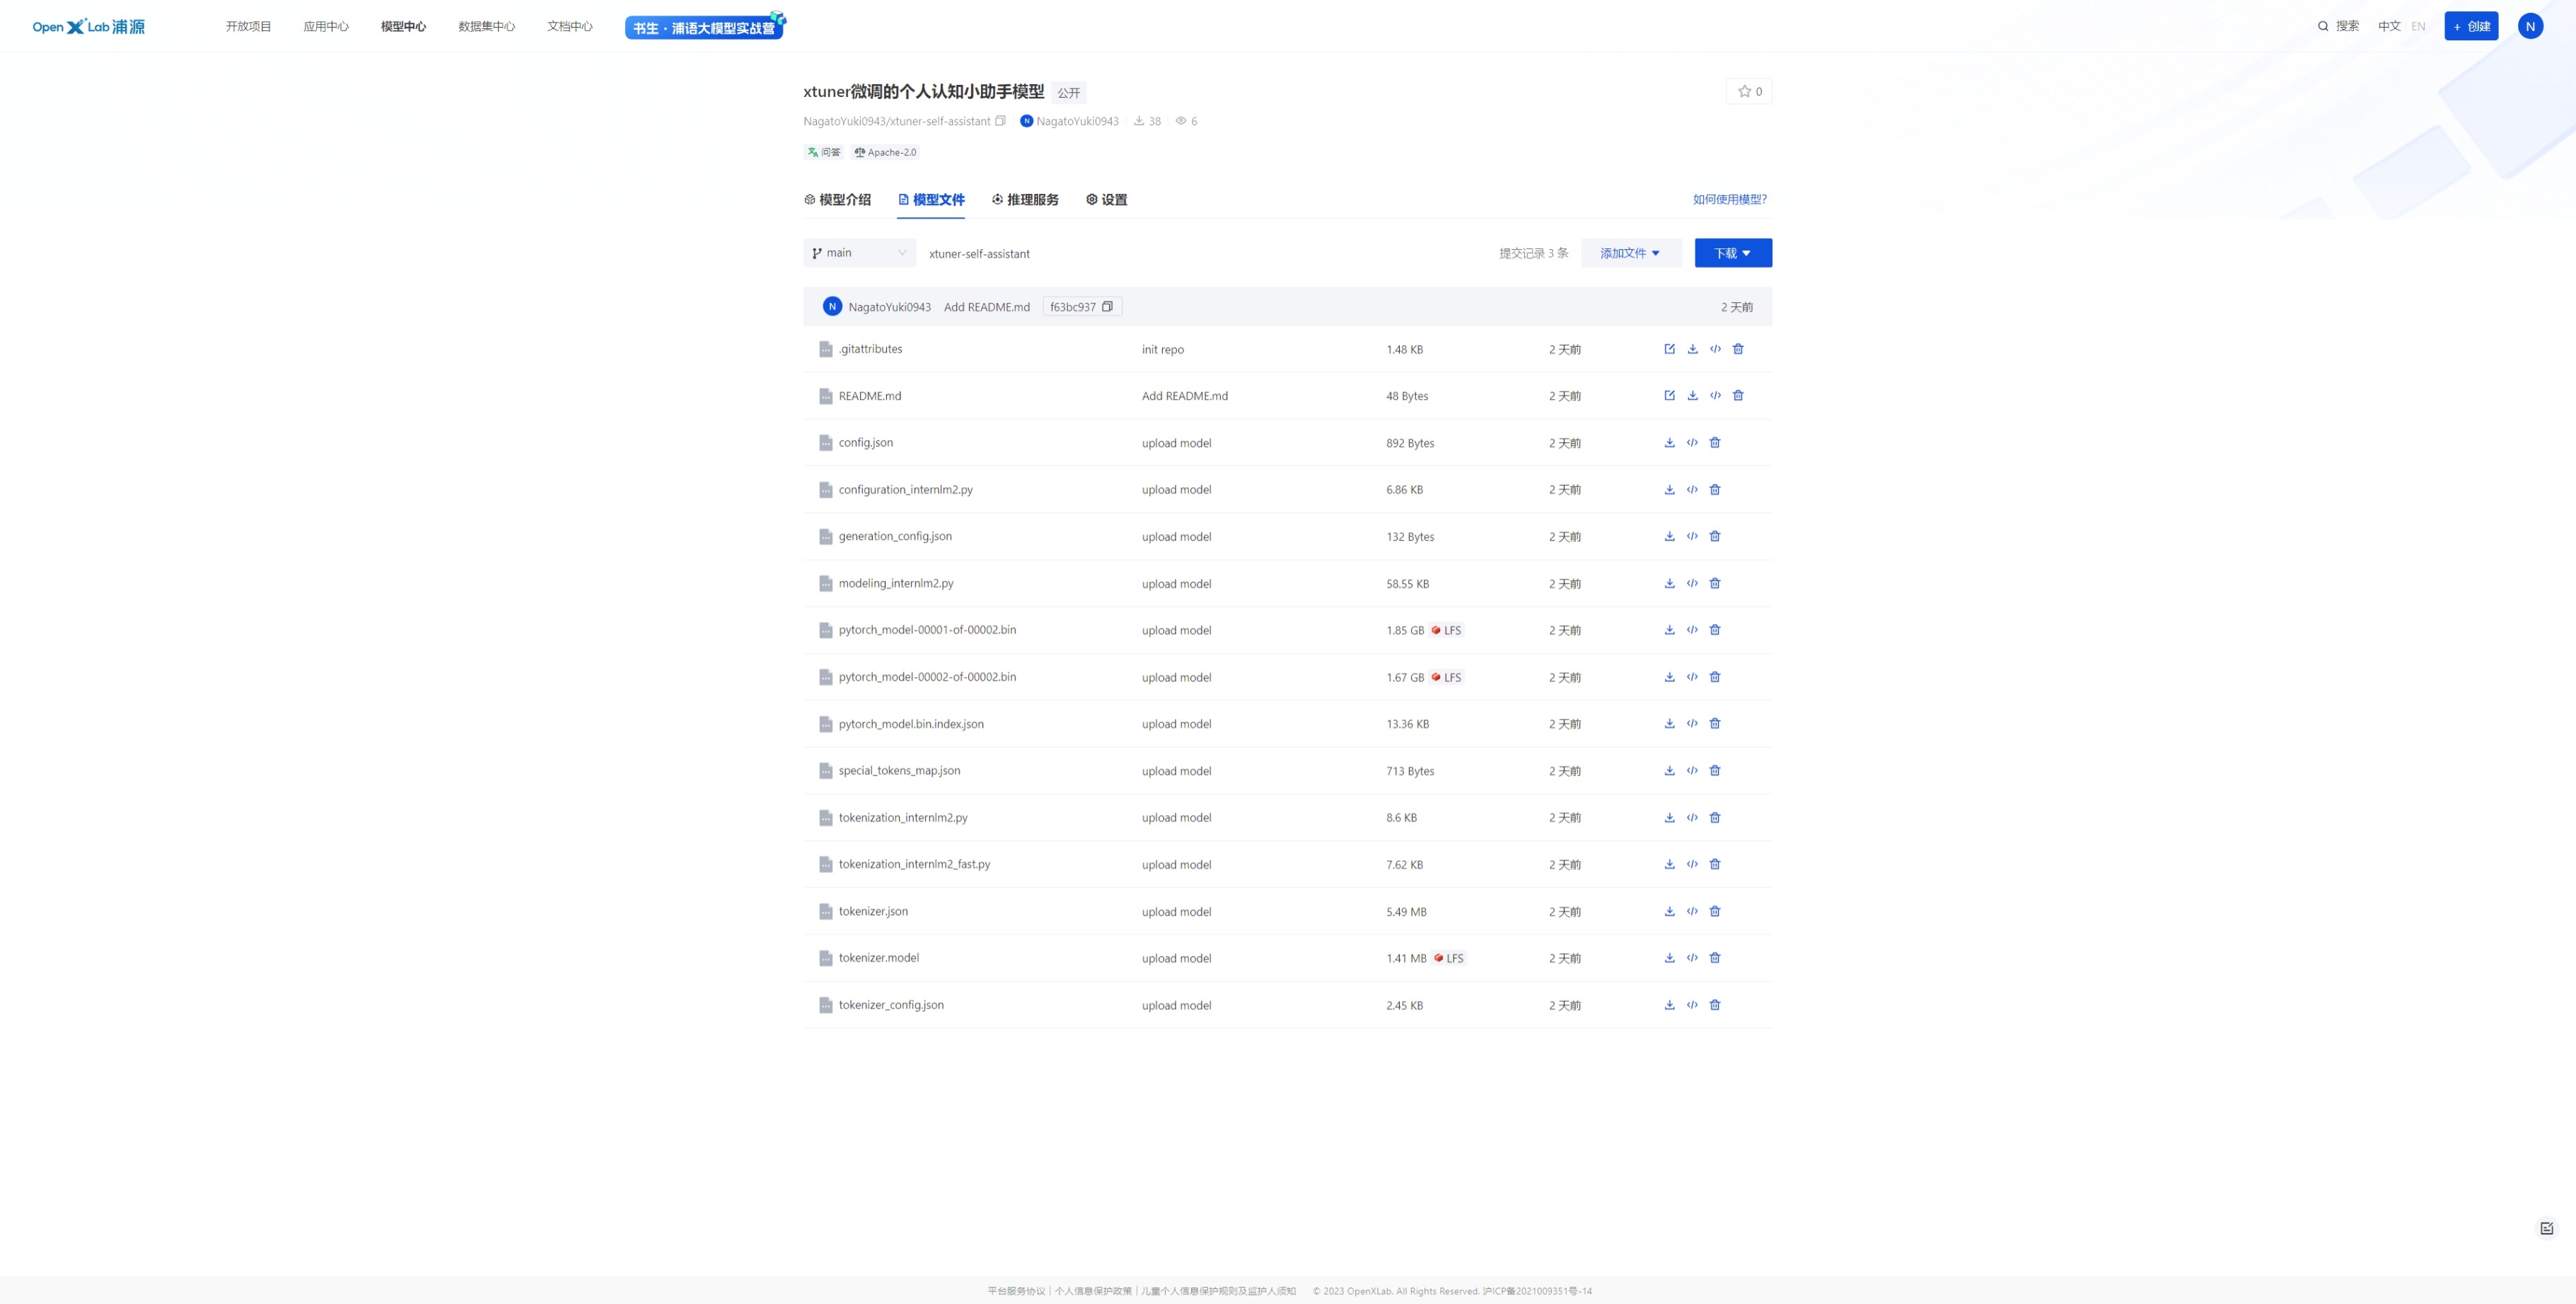 OpenXLab浦源 开放项目 应用中心 模型中心 数据集中心 文档中心 书生·浦语大模型实战营 搜索 中文 EN + 创建 N
xtuner微调的个人认知小助手模型 公开 0
NagatoYuki0943/xtuner-self-assistant N NagatoYuki0943 38 6
问答 Apache-2.0
模型介绍 模型文件 推理服务 设置 如何使用模型?
main xtuner-self-assistant 提交记录 3 条 添加文件 下载
N NagatoYuki0943 Add README.md f63bc937 2 天前
.gitattributes init repo 1.48 KB 2 天前
README.md Add README.md 48 Bytes 2 天前
config.json upload model 892 Bytes 2 天前
configuration_internlm2.py upload model 6.86 KB 2 天前
generation_config.json upload model 132 Bytes 2 天前
modeling_internlm2.py upload model 58.55 KB 2 天前
pytorch_model-00001-of-00002.bin upload model 1.85 GB LFS 2 天前
pytorch_model-00002-of-00002.bin upload model 1.67 GB LFS 2 天前
pytorch_model.bin.index.json upload model 13.36 KB 2 天前
special_tokens_map.json upload model 713 Bytes 2 天前
tokenization_internlm2.py upload model 8.6 KB 2 天前
tokenization_internlm2_fast.py upload model 7.62 KB 2 天前
tokenizer.json upload model 5.49 MB 2 天前
tokenizer.model upload model 1.41 MB LFS 2 天前
tokenizer_config.json upload model 2.45 KB 2 天前
平台服务协议 | 个人信息保护政策 | 儿童个人信息保护规则及监护人须知 © 2023 OpenXLab. All Rights Reserved. 沪ICP备2021009351号-14